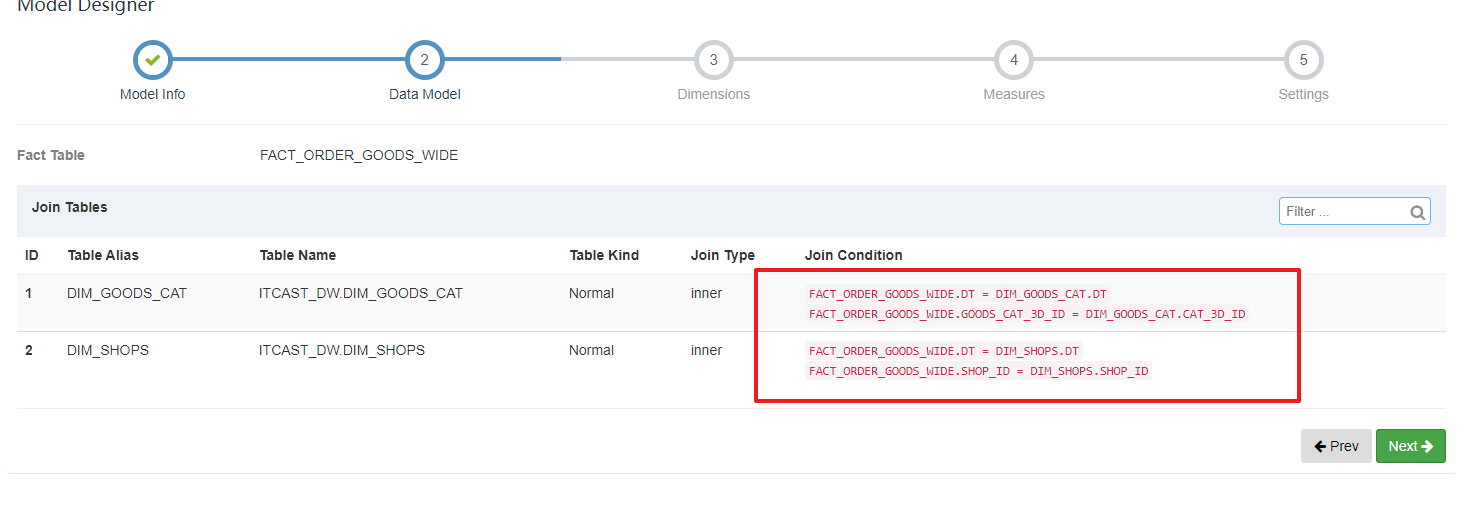 Model Designer
2 3 4 5
Model Info Data Model Dimensions Measures Settings
Fact Table FACT_ORDER_GOODS_WIDE
Join Tables Filter ...
ID Table Alias Table Name Table Kind Join Type Join Condition
1 DIM_GOODS_CAT ITCAST_DW.DIM_GOODS_CAT Normal inner FACT_ORDER_GOODS_WIDE.DT = DIM_GOODS_CAT.DT
FACT_ORDER_GOODS_WIDE.GOODS_CAT_3D_ID = DIM_GOODS_CAT.CAT_3D_ID
2 DIM_SHOPS ITCAST_DW.DIM_SHOPS Normal inner FACT_ORDER_GOODS_WIDE.DT = DIM_SHOPS.DT
FACT_ORDER_GOODS_WIDE.SHOP_ID = DIM_SHOPS.SHOP_ID
Prev Next